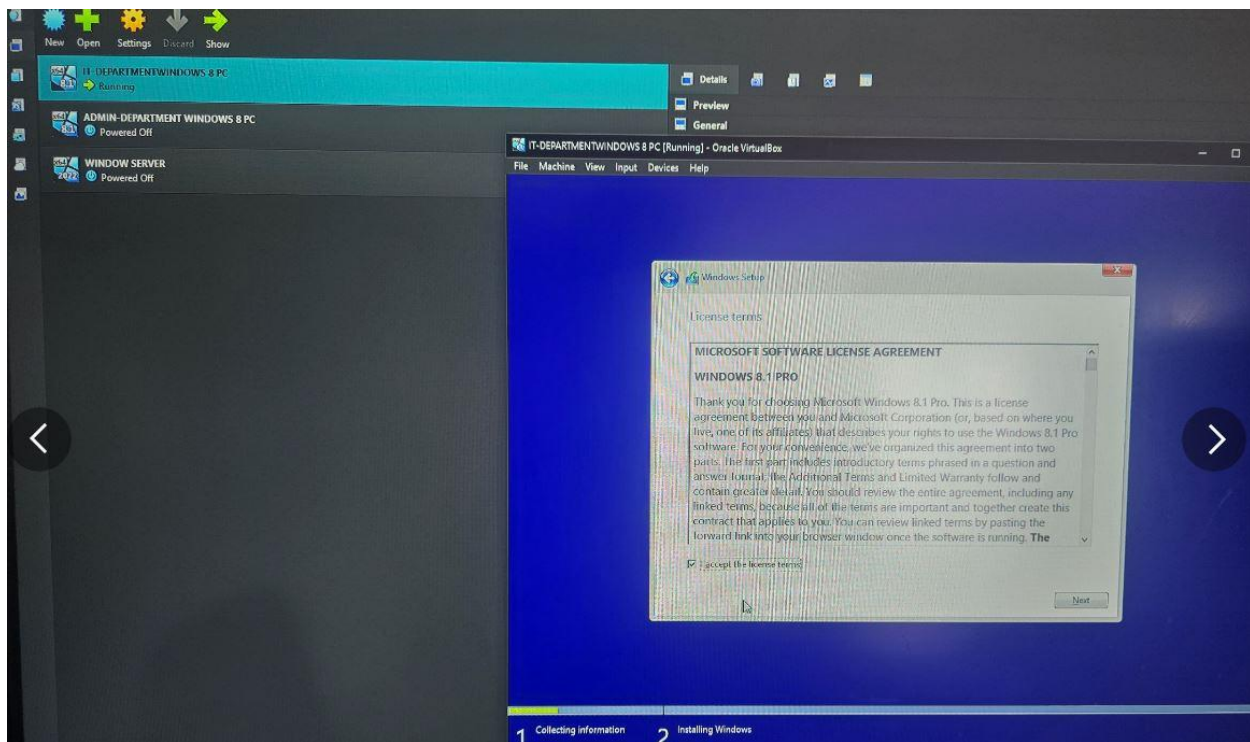 New Open Settings Discard Show
IT-DEPARTMENTWINDOWS 8 PC
Running
ADMIN-DEPARTMENT WINDOWS 8 PC
Powered Off
WINDOW SERVER
Powered Off
2022
Details
Preview
General
IT-DEPARTMENTWINDOWS 8 PC [Running] - Oracle VirtualBox
File Machine View Input Devices Help
Windows Setup
License terms
MICROSOFT SOFTWARE LICENSE AGREEMENT
WINDOWS 8.1 PRO
Thank you for choosing Microsoft Windows 8.1 Pro. This is a license
agreement between you and Microsoft Corporation (or, based on where you
live, one of its affiliates) that describes your rights to use the Windows 8.1 Pro
software. For your convenience, we've organized this agreement into two
parts. The first part includes introductory terms phrased in a question and
answer format; the Additional Terms and Limited Warranty follow and
contain greater detail. You should review the entire agreement, including any
linked terms, because all of the terms are important and together create this
contract that applies to you. You can review linked terms by pasting the
forward link into your browser window once the software is running. The
I accept the license terms
Next
1 Collecting information 2 Installing Windows